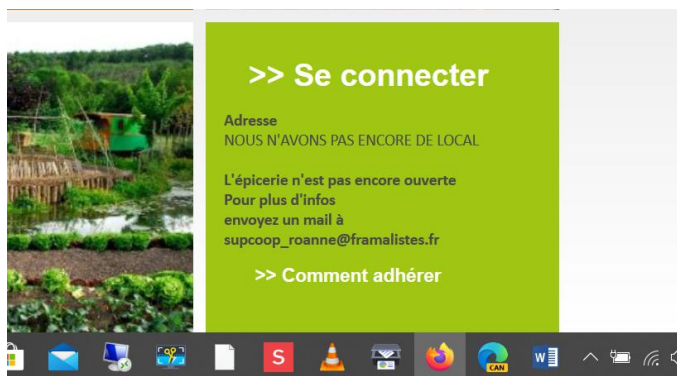 >> Se connecter
Adresse
NOUS N'AVONS PAS ENCORE DE LOCAL
L'épicerie n'est pas encore ouverte
Pour plus d'infos
envoyez un mail à
supcoop_roanne@framalistes.fr
>> Comment adhérer
S
CAN
W